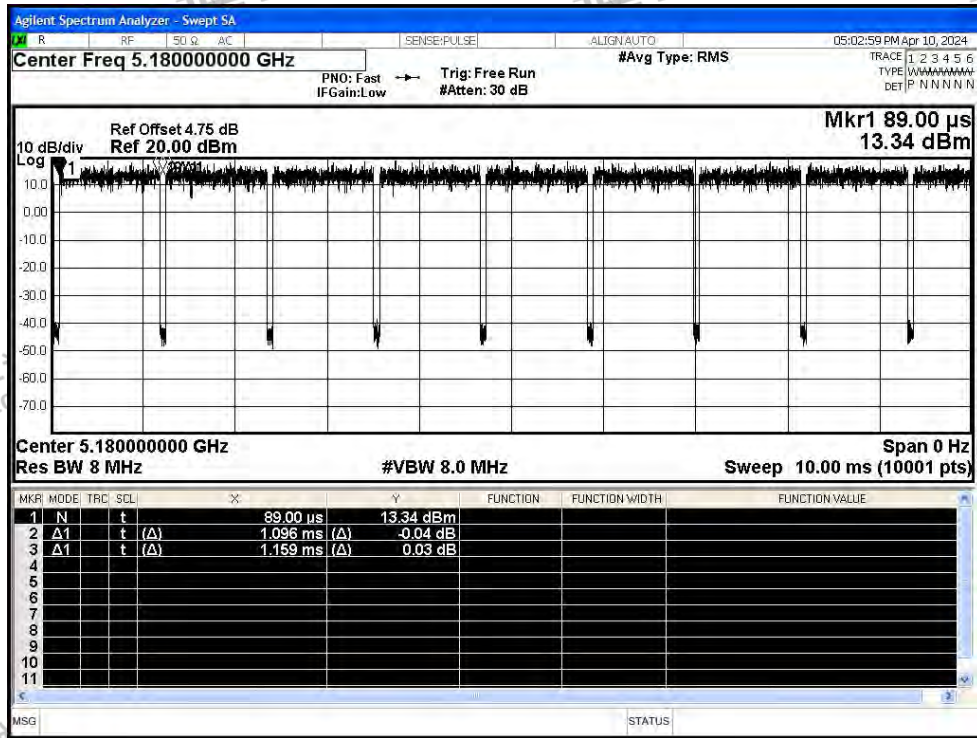 Agilent Spectrum Analyzer - Swept SA
LXI R RF 50 Ω AC SENSE:PULSE ALIGN AUTO 05:02:59 PM Apr 10, 2024
Center Freq 5.180000000 GHz #Avg Type: RMS TRACE 1 2 3 4 5 6
PNO: Fast Trig: Free Run TYPE
IFGain:Low #Atten: 30 dB DET P N N N N N
Mkr1 89.00 µs
Ref Offset 4.75 dB
10 dB/div Ref 20.00 dBm 13.34 dBm
Log
1
10.0
0.00
-10.0
-20.0
-30.0
-40.0
-50.0
-60.0
-70.0
Center 5.180000000 GHz Span 0 Hz
Res BW 8 MHz #VBW 8.0 MHz Sweep 10.00 ms (10001 pts)
MKR MODE TRC SCL X Y FUNCTION FUNCTION WIDTH FUNCTION VALUE
1 N t 89.00 µs 13.34 dBm
2 Δ1 t (Δ) 1.096 ms (Δ) -0.04 dB
3 Δ1 t (Δ) 1.159 ms (Δ) 0.03 dB
4
5
6
7
8
9
10
11
MSG STATUS